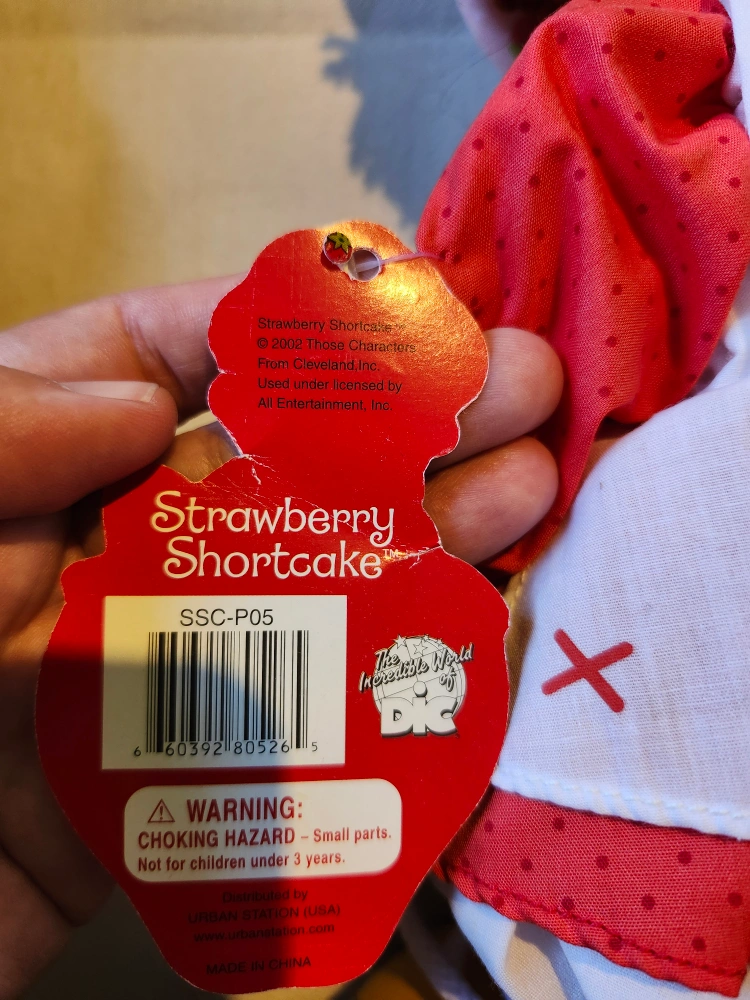 Strawberry Shortcake™
© 2002 Those Characters
From Cleveland.Inc.
Used under licensed by
All Entertainment, Inc.
Strawberry
Shortcake™
SSC-P05
6 60392 80526 5
The
Incredible World
of
DIC
⚠ WARNING:
CHOKING HAZARD – Small parts.
Not for children under 3 years.
Distributed by
URBAN STATION (USA)
www.urbanstation.com
MADE IN CHINA